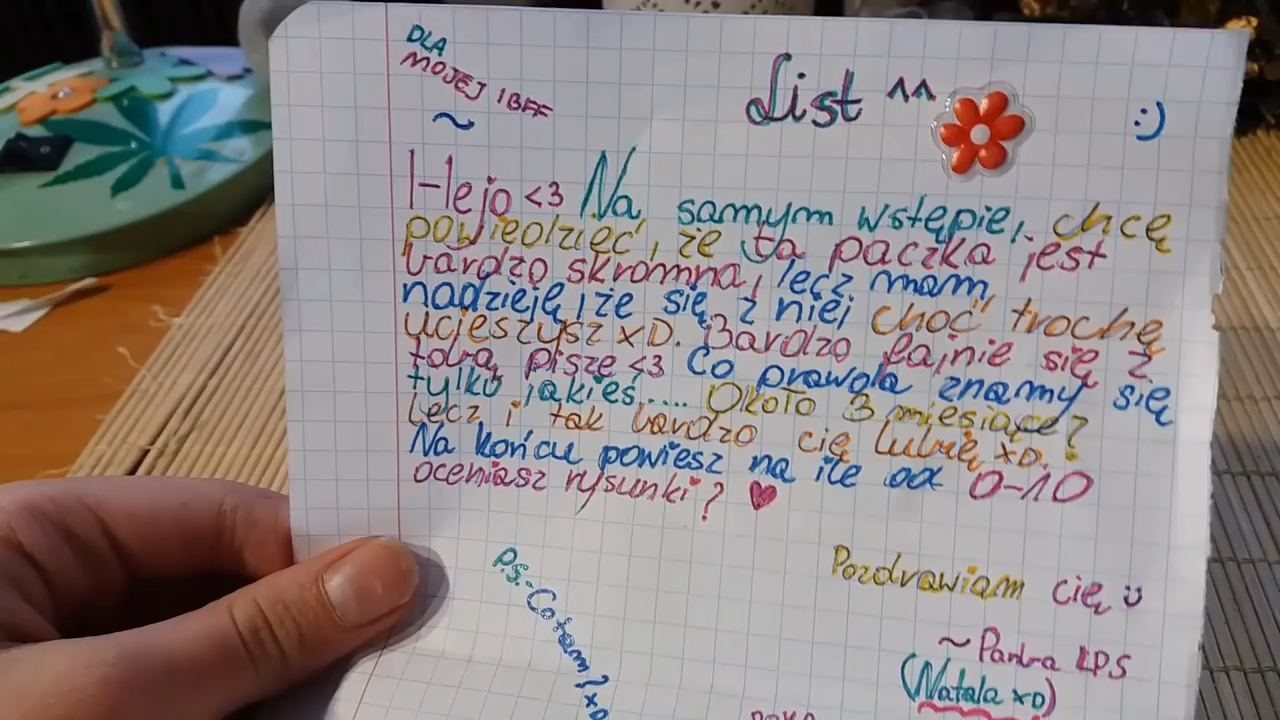 DLA
MOJEJ IBFF
~
List ^^
:)
Hejo <3 Na samym wstępie, chcę
powiedzieć, że ta paczka jest
bardzo skromna, lecz mam
nadzieję, że się z niej choć trochę
ucieszysz xD. Bardzo fajnie się z
tobą pisze <3 Co prawda znamy się
tylko jakieś.... Około 3 miesiące?
Lecz i tak bardzo cię lubię xD.
Na końcu powiesz na ile od 0-10
oceniasz rysunki? ♥
Pozdrawiam cię
~ LPS
(Natala xD)
P.S.-Co tam? xD